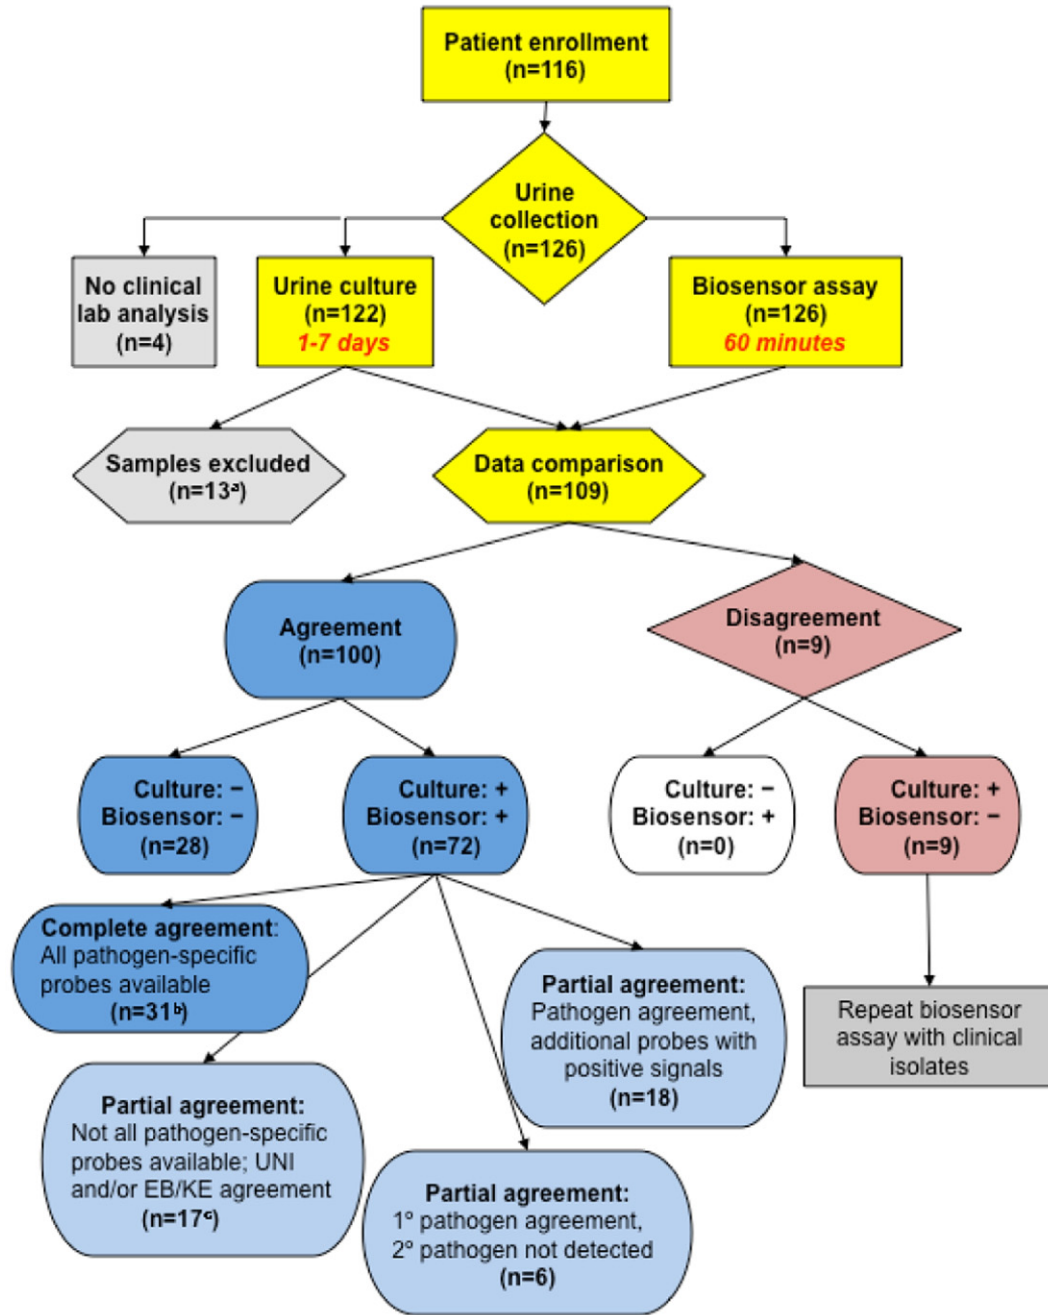 Patient enrollment
(n=116)
Urine
collection
(n=126)
No clinical
lab analysis
(n=4)
Urine culture
(n=122)
1-7 days
Biosensor assay
(n=126)
60 minutes
Samples excluded
(n=13ᵃ)
Data comparison
(n=109)
Agreement
(n=100)
Disagreement
(n=9)
Culture: −
Biosensor: −
(n=28)
Culture: +
Biosensor: +
(n=72)
Culture: −
Biosensor: +
(n=0)
Culture: +
Biosensor: −
(n=9)
Complete agreement:
All pathogen-specific
probes available
(n=31ᵇ)
Partial agreement:
Pathogen agreement,
additional probes with
positive signals
(n=18)
Repeat biosensor
assay with clinical
isolates
Partial agreement:
Not all pathogen-specific
probes available; UNI
and/or EB/KE agreement
(n=17ᶜ)
Partial agreement:
1º pathogen agreement,
2º pathogen not detected
(n=6)